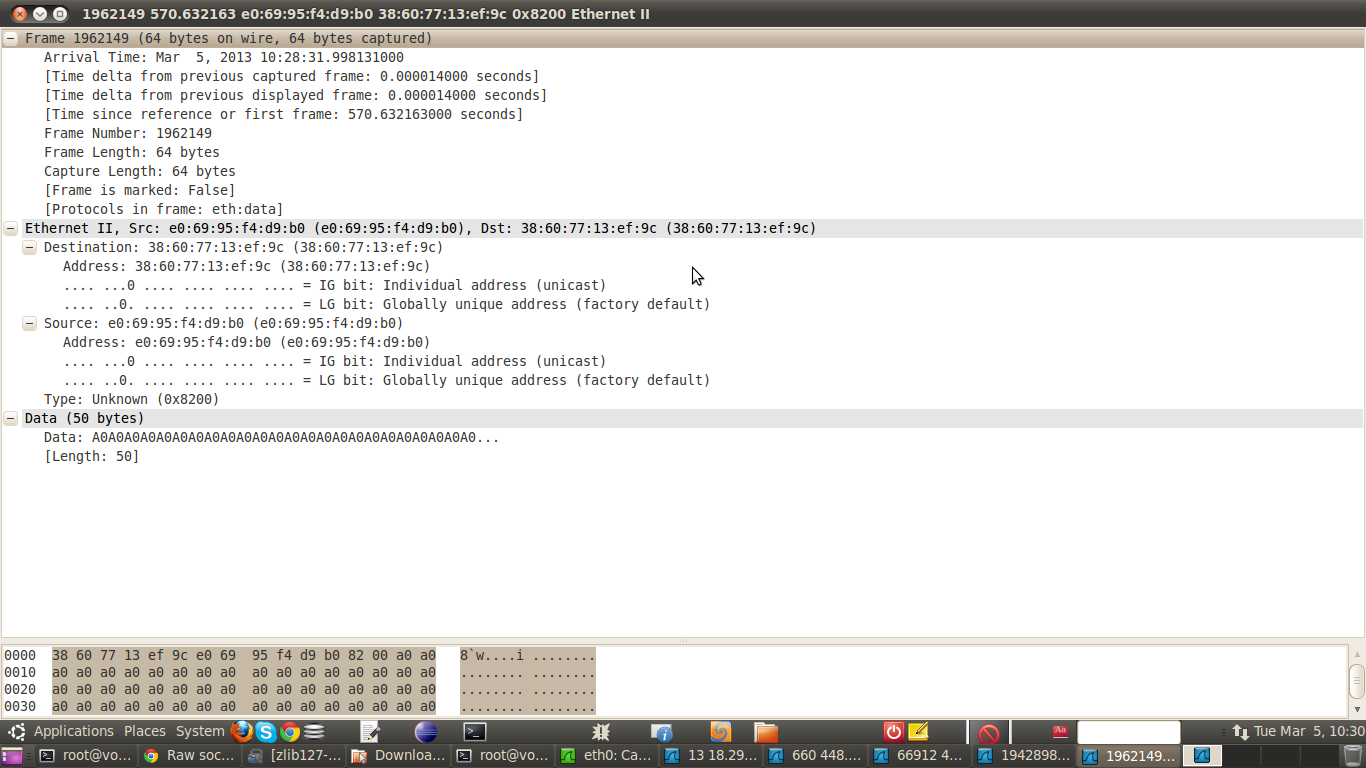 1962149 570.632163 e0:69:95:f4:d9:b0 38:60:77:13:ef:9c 0x8200 Ethernet II
Frame 1962149 (64 bytes on wire, 64 bytes captured)
Arrival Time: Mar  5, 2013 10:28:31.998131000
[Time delta from previous captured frame: 0.000014000 seconds]
[Time delta from previous displayed frame: 0.000014000 seconds]
[Time since reference or first frame: 570.632163000 seconds]
Frame Number: 1962149
Frame Length: 64 bytes
Capture Length: 64 bytes
[Frame is marked: False]
[Protocols in frame: eth:data]
Ethernet II, Src: e0:69:95:f4:d9:b0 (e0:69:95:f4:d9:b0), Dst: 38:60:77:13:ef:9c (38:60:77:13:ef:9c)
Destination: 38:60:77:13:ef:9c (38:60:77:13:ef:9c)
Address: 38:60:77:13:ef:9c (38:60:77:13:ef:9c)
.... ...0 .... .... .... .... = IG bit: Individual address (unicast)
.... ..0. .... .... .... .... = LG bit: Globally unique address (factory default)
Source: e0:69:95:f4:d9:b0 (e0:69:95:f4:d9:b0)
Address: e0:69:95:f4:d9:b0 (e0:69:95:f4:d9:b0)
.... ...0 .... .... .... .... = IG bit: Individual address (unicast)
.... ..0. .... .... .... .... = LG bit: Globally unique address (factory default)
Type: Unknown (0x8200)
Data (50 bytes)
Data: A0A0A0A0A0A0A0A0A0A0A0A0A0A0A0A0A0A0A0A0A0A0A0A0...
[Length: 50]
0000 38 60 77 13 ef 9c e0 69 95 f4 d9 b0 82 00 a0 a0 8`w....i ........
0010 a0 a0 a0 a0 a0 a0 a0 a0 a0 a0 a0 a0 a0 a0 a0 a0 ........ ........
0020 a0 a0 a0 a0 a0 a0 a0 a0 a0 a0 a0 a0 a0 a0 a0 a0 ........ ........
0030 a0 a0 a0 a0 a0 a0 a0 a0 a0 a0 a0 a0 a0 a0 a0 a0 ........ ........
Applications Places System Aa Tue Mar 5, 10:30
root@vo... Raw soc... [zlib127-... Downloa... root@vo... eth0: Ca... 13 18.29... 660 448.... 66912 4... 1942898... 1962149...